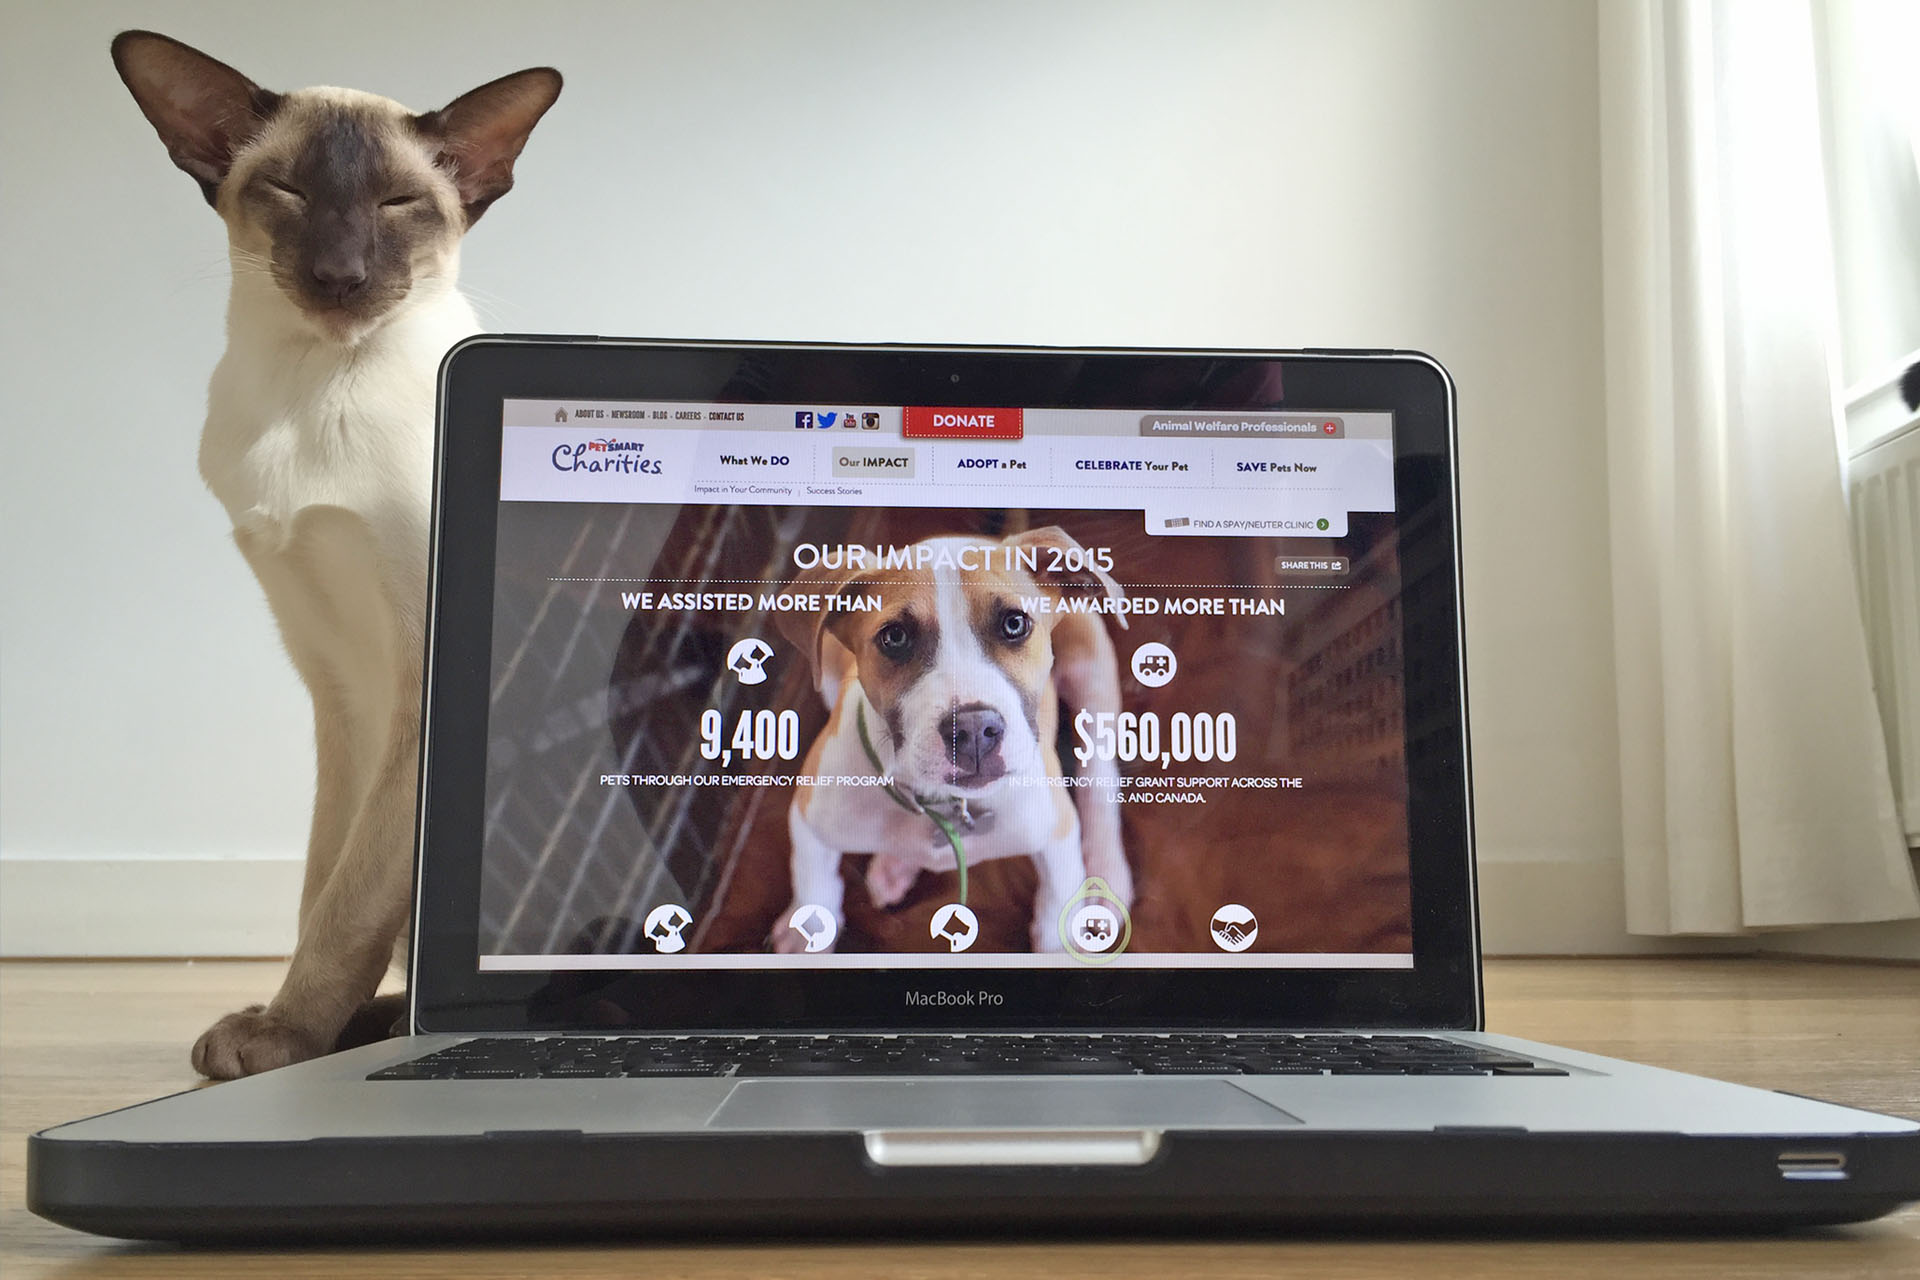 ABOUT US - NEWSROOM - BLOG - CAREERS - CONTACT US
You
Tube
DONATE
Animal Welfare Professionals
PETSMART
Charities
What We DO
Our IMPACT
ADOPT a Pet
CELEBRATE Your Pet
SAVE Pets Now
Impact in Your Community | Success Stories
FIND A SPAY/NEUTER CLINIC
OUR IMPACT IN 2015
SHARE THIS
WE ASSISTED MORE THAN
9,400
PETS THROUGH OUR EMERGENCY RELIEF PROGRAM
WE AWARDED MORE THAN
$560,000
IN EMERGENCY RELIEF GRANT SUPPORT ACROSS THE
U.S. AND CANADA.
MacBook Pro